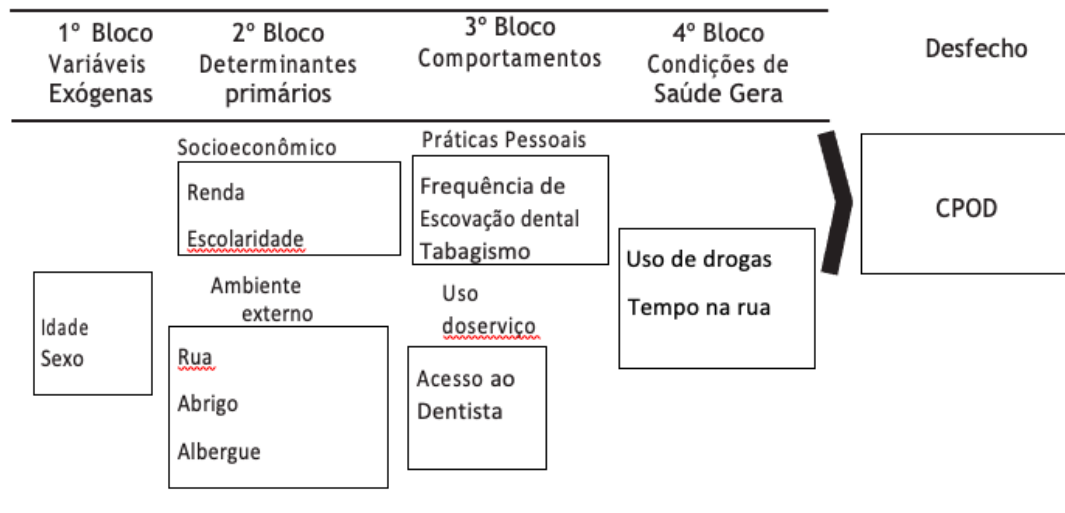 1º Bloco
Variáveis
Exógenas
2º Bloco
Determinantes
primários
3º Bloco
Comportamentos
4º Bloco
Condições de
Saúde Gera
Desfecho
Idade
Sexo
Socioeconômico
Renda
Escolaridade
Ambiente
externo
Rua
Abrigo
Albergue
Práticas Pessoais
Frequência de
Escovação dental
Tabagismo
Uso
doserviço
Acesso ao
Dentista
Uso de drogas
Tempo na rua
CPOD